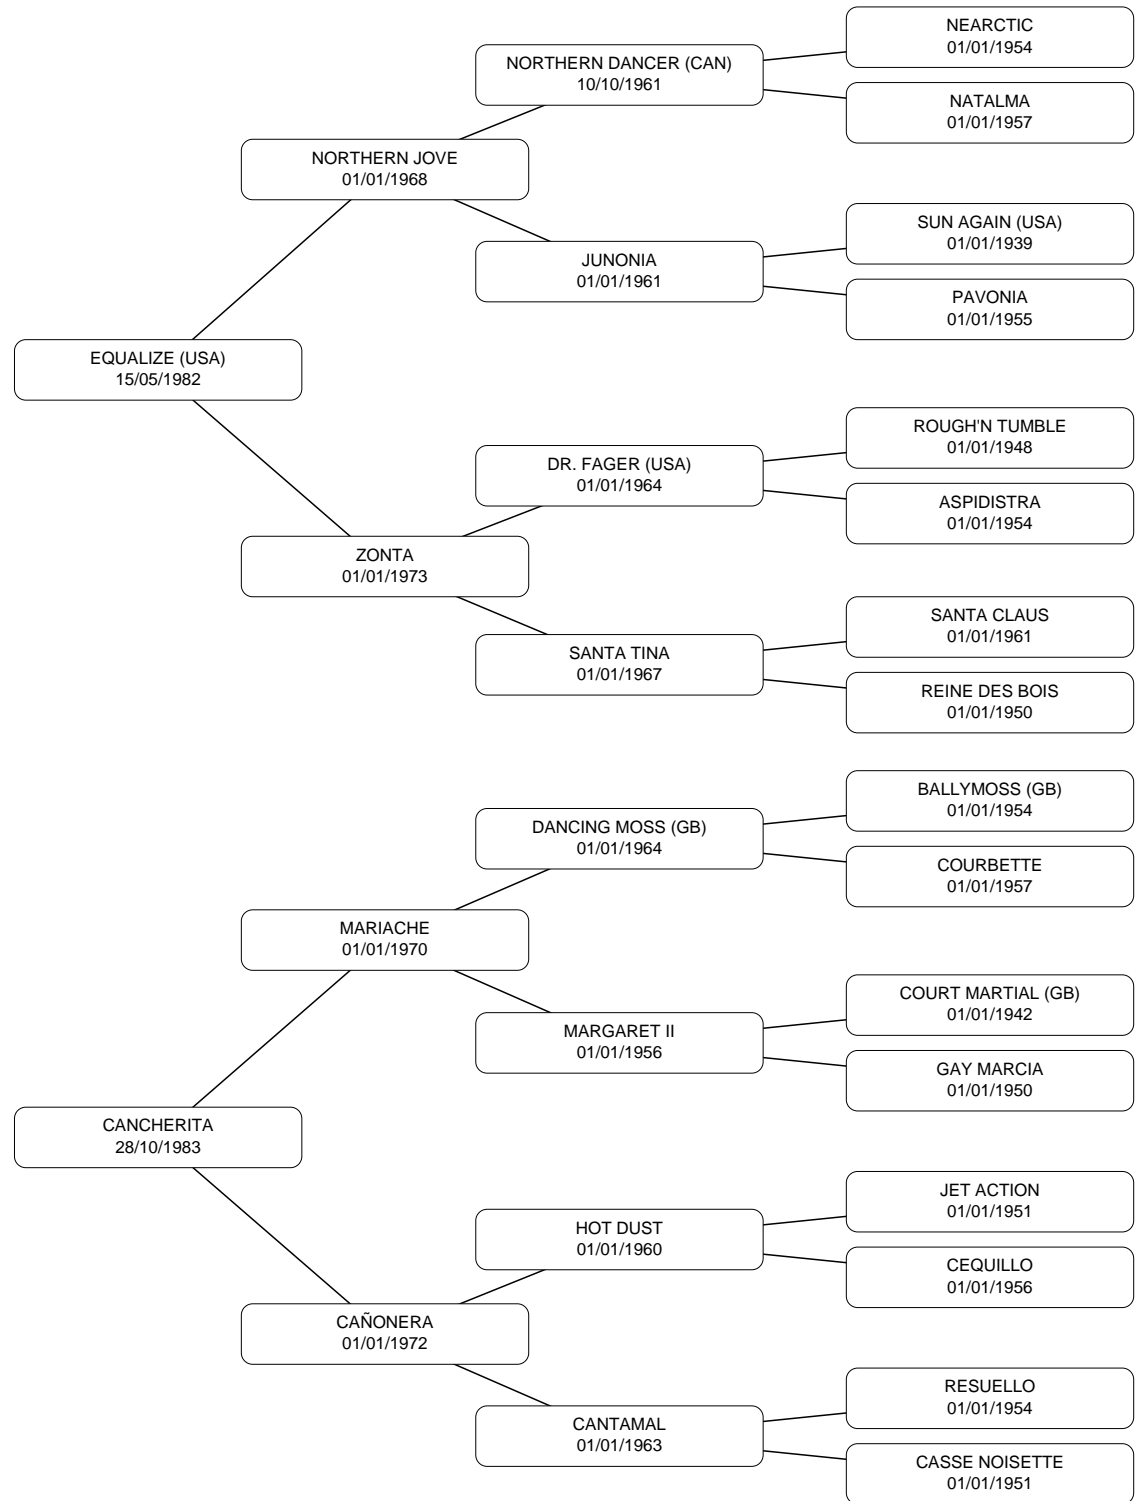 NEARCTIC
01/01/1954
NORTHERN DANCER (CAN)
10/10/1961
NATALMA
01/01/1957
NORTHERN JOVE
01/01/1968
SUN AGAIN (USA)
01/01/1939
JUNONIA
01/01/1961
PAVONIA
01/01/1955
EQUALIZE (USA)
15/05/1982
ROUGH'N TUMBLE
01/01/1948
DR. FAGER (USA)
01/01/1964
ASPIDISTRA
01/01/1954
ZONTA
01/01/1973
SANTA CLAUS
01/01/1961
SANTA TINA
01/01/1967
REINE DES BOIS
01/01/1950
BALLYMOSS (GB)
01/01/1954
DANCING MOSS (GB)
01/01/1964
COURBETTE
01/01/1957
MARIACHE
01/01/1970
COURT MARTIAL (GB)
01/01/1942
MARGARET II
01/01/1956
GAY MARCIA
01/01/1950
CANCHERITA
28/10/1983
JET ACTION
01/01/1951
HOT DUST
01/01/1960
CEQUILLO
01/01/1956
CAÑONERA
01/01/1972
RESUELLO
01/01/1954
CANTAMAL
01/01/1963
CASSE NOISETTE
01/01/1951